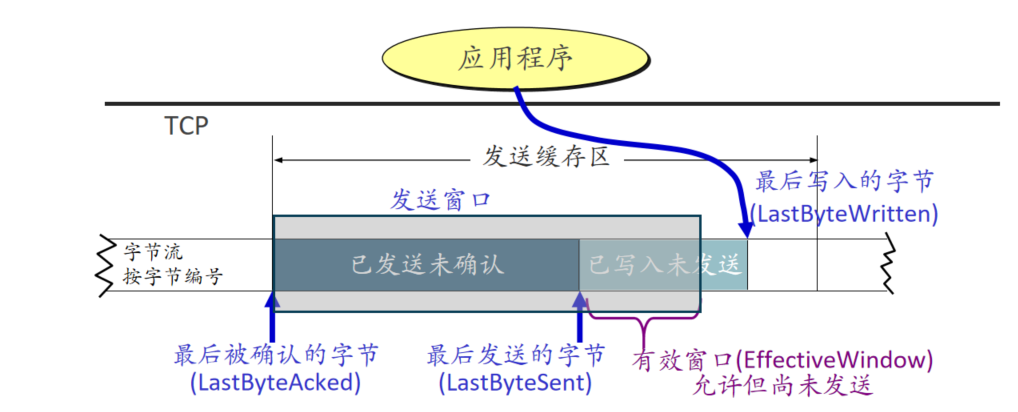 应用程序
TCP
发送缓存区
最后写入的字节
(LastByteWritten)
发送窗口
字节流
按字节编号
已发送未确认
已写入未发送
最后被确认的字节
(LastByteAcked)
最后发送的字节
(LastByteSent)
有效窗口(EffectiveWindow)
允许但尚未发送